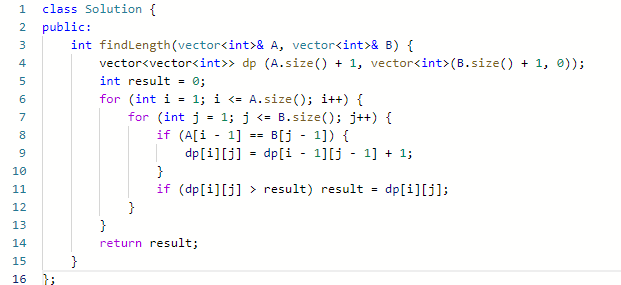 1 class Solution {
2 public:
3     int findLength(vector<int>& A, vector<int>& B) {
4         vector<vector<int>> dp (A.size() + 1, vector<int>(B.size() + 1, 0));
5         int result = 0;
6         for (int i = 1; i <= A.size(); i++) {
7             for (int j = 1; j <= B.size(); j++) {
8                 if (A[i - 1] == B[j - 1]) {
9                     dp[i][j] = dp[i - 1][j - 1] + 1;
10                 }
11                 if (dp[i][j] > result) result = dp[i][j];
12             }
13         }
14         return result;
15     }
16 };